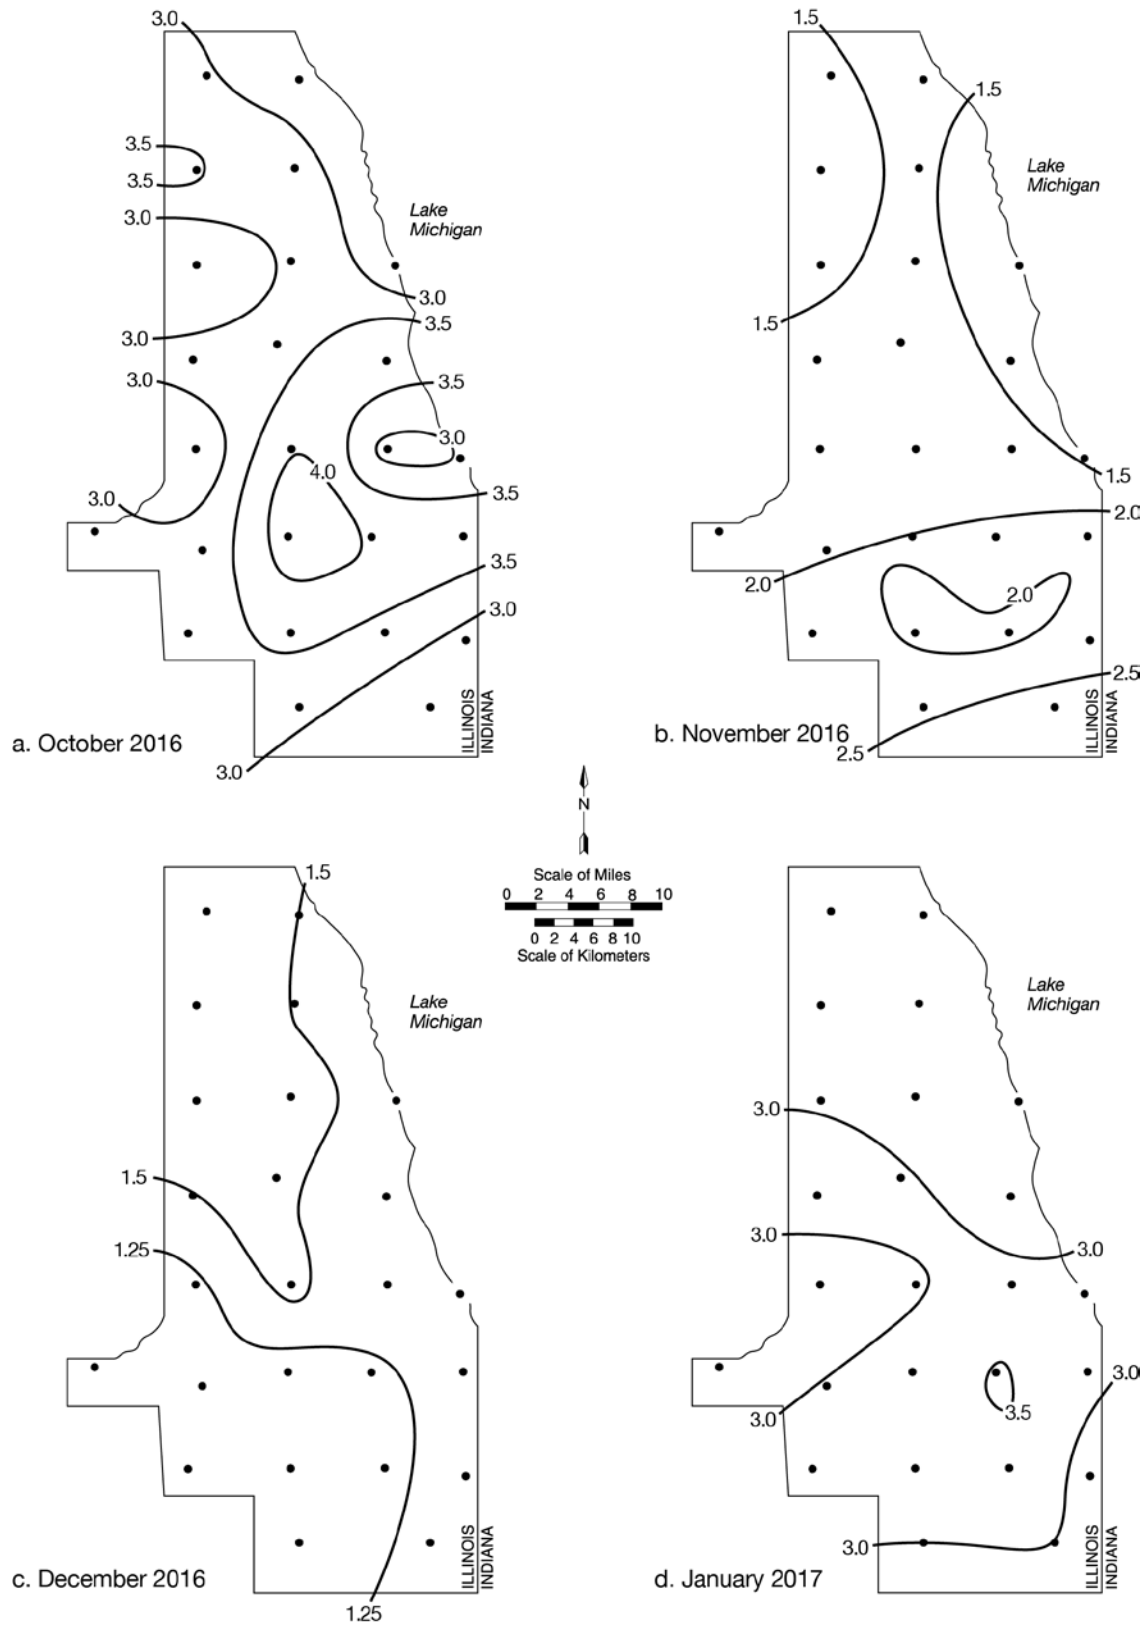 3.0
3.5
3.5
3.0
Lake
Michigan
3.0
3.5
3.0
3.0
3.5
3.0
4.0
3.0
3.5
3.5
3.0
ILLINOIS
INDIANA
a. October 2016
3.0
1.5
1.5
Lake
Michigan
1.5
1.5
2.0
2.0
2.0
2.5
ILLINOIS
INDIANA
b. November 2016
2.5
N
Scale of Miles
0 2 4 6 8 10
0 2 4 6 8 10
Scale of Kilometers
1.5
Lake
Michigan
1.5
1.25
ILLINOIS
INDIANA
c. December 2016
1.25
Lake
Michigan
3.0
3.0
3.0
3.0
3.5
3.0
3.0
ILLINOIS
INDIANA
d. January 2017